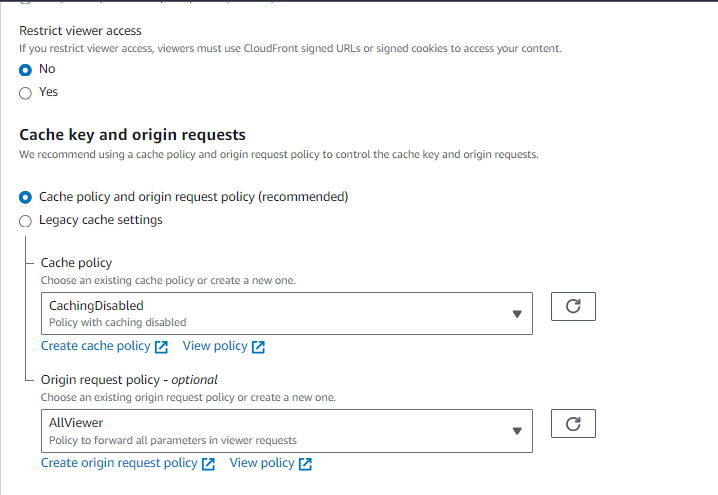 Restrict viewer access
If you restrict viewer access, viewers must use CloudFront signed URLs or signed cookies to access your content.
No
Yes
Cache key and origin requests
We recommend using a cache policy and origin request policy to control the cache key and origin requests.
Cache policy and origin request policy (recommended)
Legacy cache settings
Cache policy
Choose an existing cache policy or create a new one.
CachingDisabled
Policy with caching disabled
Create cache policy View policy
Origin request policy - optional
Choose an existing origin request policy or create a new one.
AllViewer
Policy to forward all parameters in viewer requests
Create origin request policy View policy